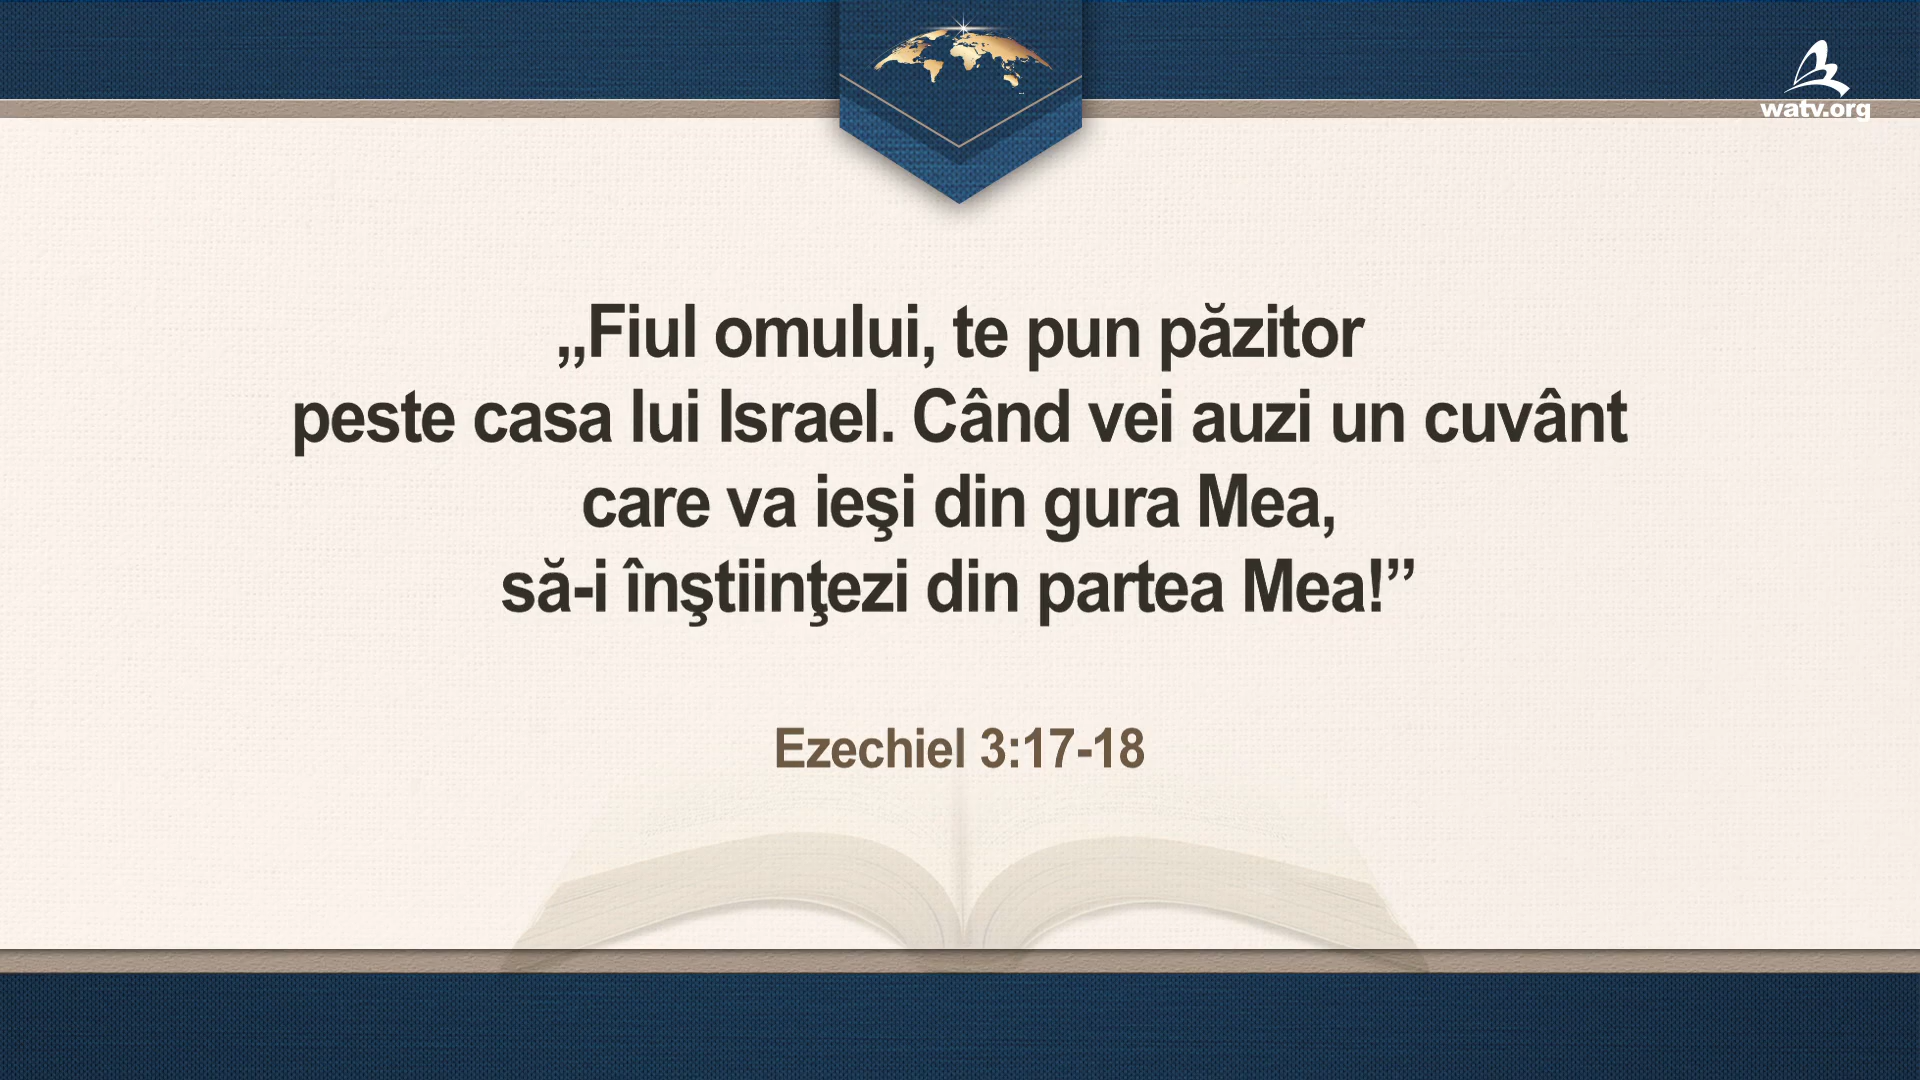 watv.org
„Fiul omului, te pun păzitor
peste casa lui Israel. Când vei auzi un cuvânt
care va ieşi din gura Mea,
să-i înştiinţezi din partea Mea!”
Ezechiel 3:17-18